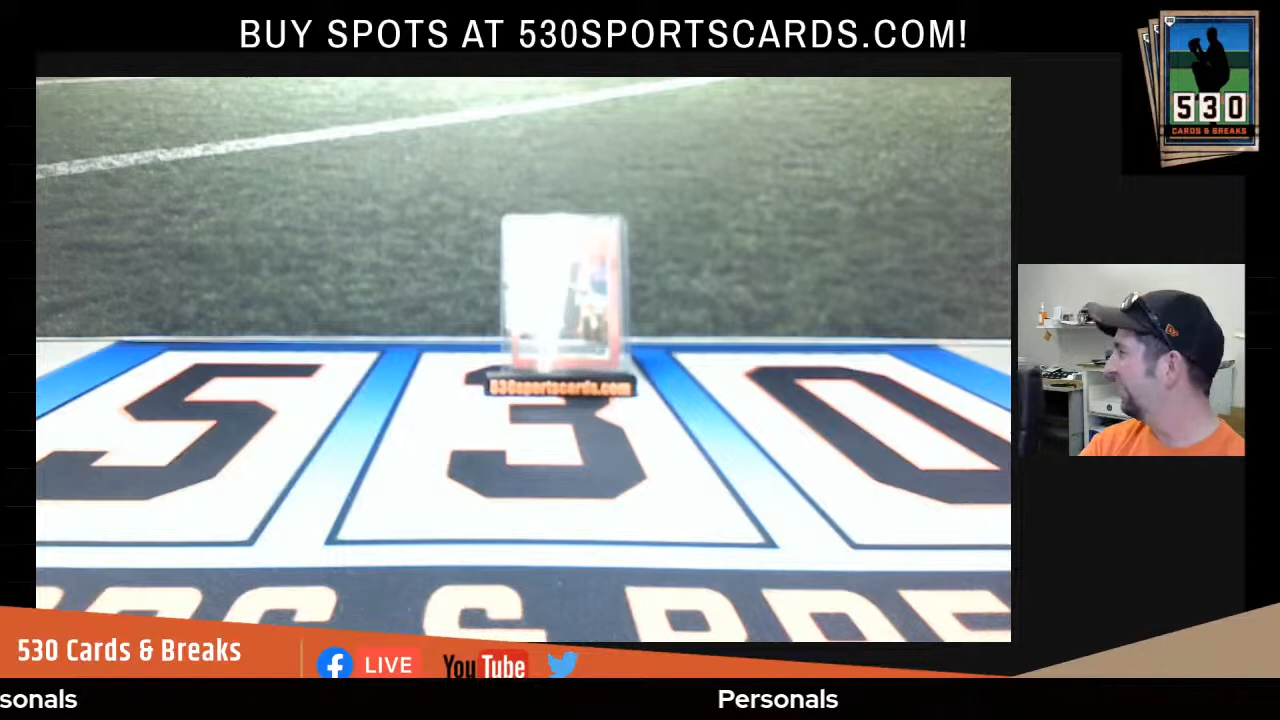 BUY SPOTS AT 530SPORTSCARDS.COM!
530
CARDS & BREAKS
530sportscards.com
530
530 Cards & Breaks
LIVE
YouTube
sonals
Personals